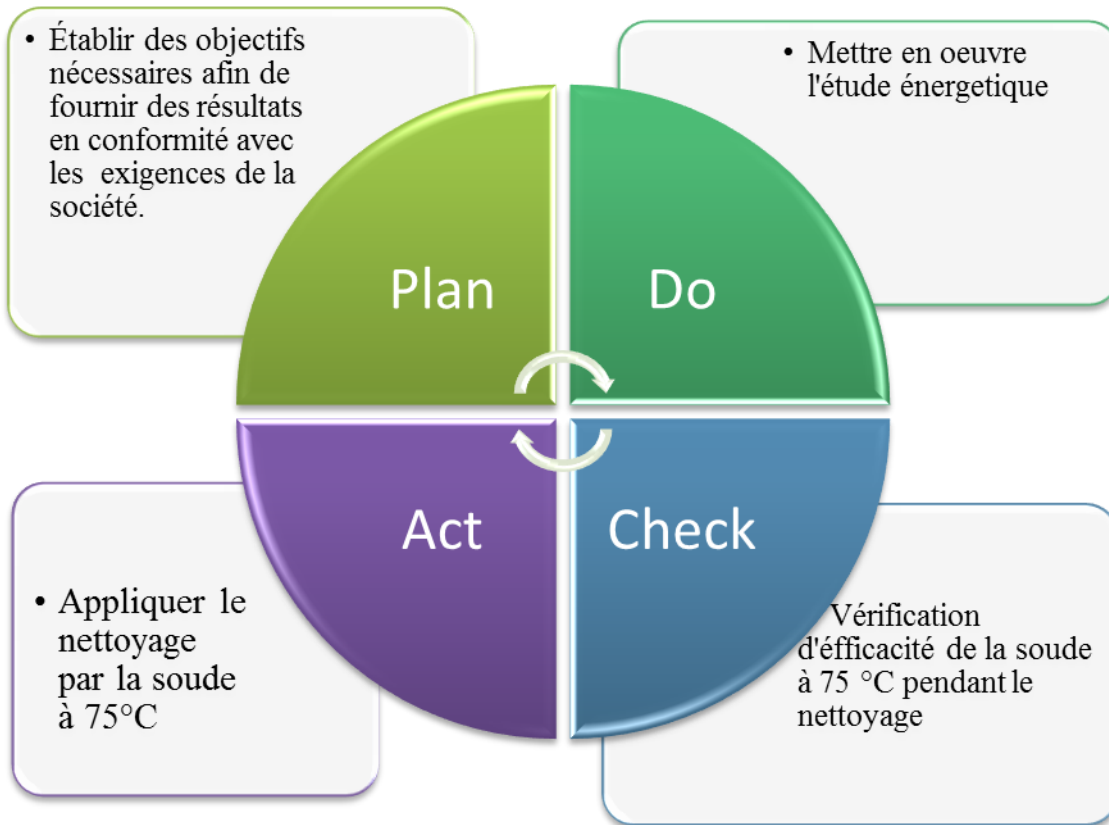 • Établir des objectifs
nécessaires afin de
fournir des résultats
en conformité avec
les exigences de la
société.
• Mettre en oeuvre
l'étude énergetique
Plan
Do
Act
Check
• Appliquer le
nettoyage
par la soude
à 75°C
Vérification
d'éfficacité de la soude
à 75 °C pendant le
nettoyage